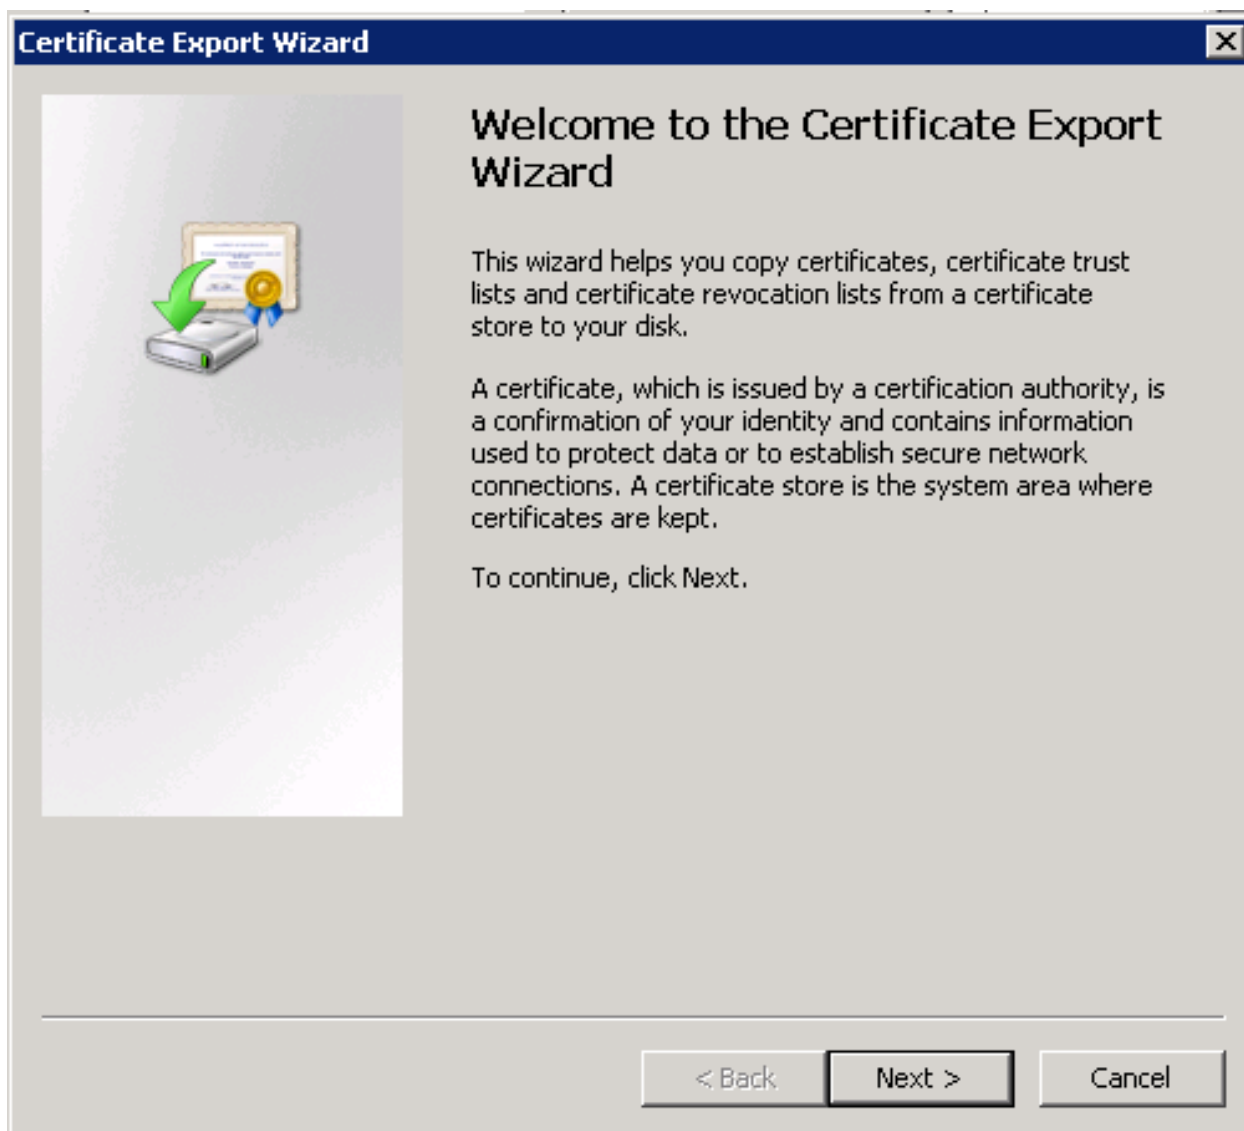 Certificate Export Wizard
Welcome to the Certificate Export
Wizard
This wizard helps you copy certificates, certificate trust
lists and certificate revocation lists from a certificate
store to your disk.
A certificate, which is issued by a certification authority, is
a confirmation of your identity and contains information
used to protect data or to establish secure network
connections. A certificate store is the system area where
certificates are kept.
To continue, click Next.
< Back
Next >
Cancel